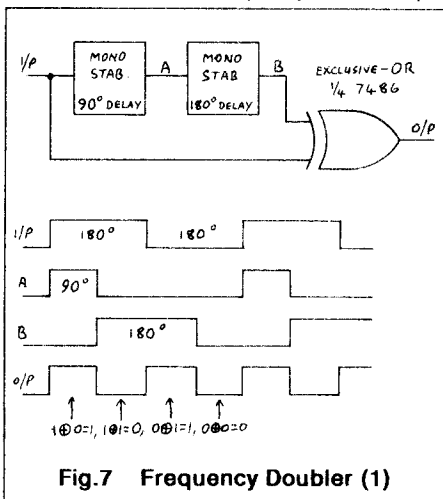 I/P
MONO
STAB.
90° DELAY
A
MONO
STAB
180° DELAY
B
EXCLUSIVE-OR
1/4 7486
O/P
I/P
180°
180°
A
90°
B
180°
O/P
1⊕0=1, 1⊕1=0, 0⊕1=1, 0⊕0=0
Fig.7 Frequency Doubler (1)